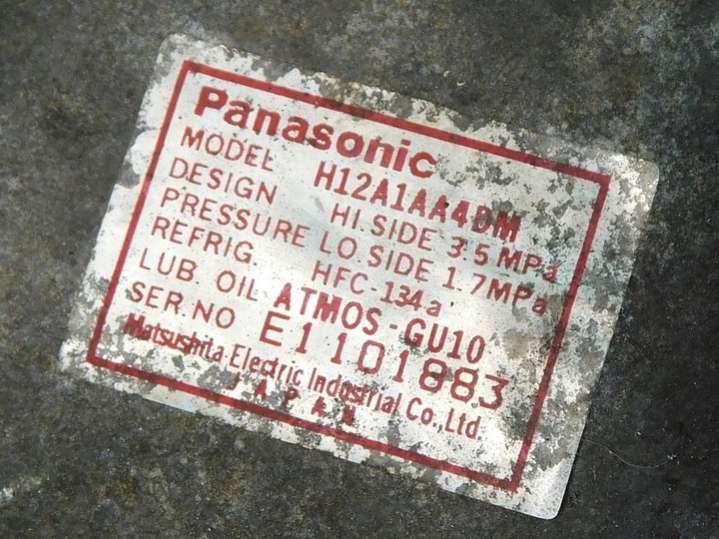 Panasonic
MODEL H12A1AA4DM
DESIGN HI.SIDE 3.5 MPa
PRESSURE LO.SIDE 1.7MPa
REFRIG. HFC-134a
LUB OIL ATMOS-GU10
SER.NO E1101883
Matsushita Electric Industrial Co.,Ltd.
JAPAN